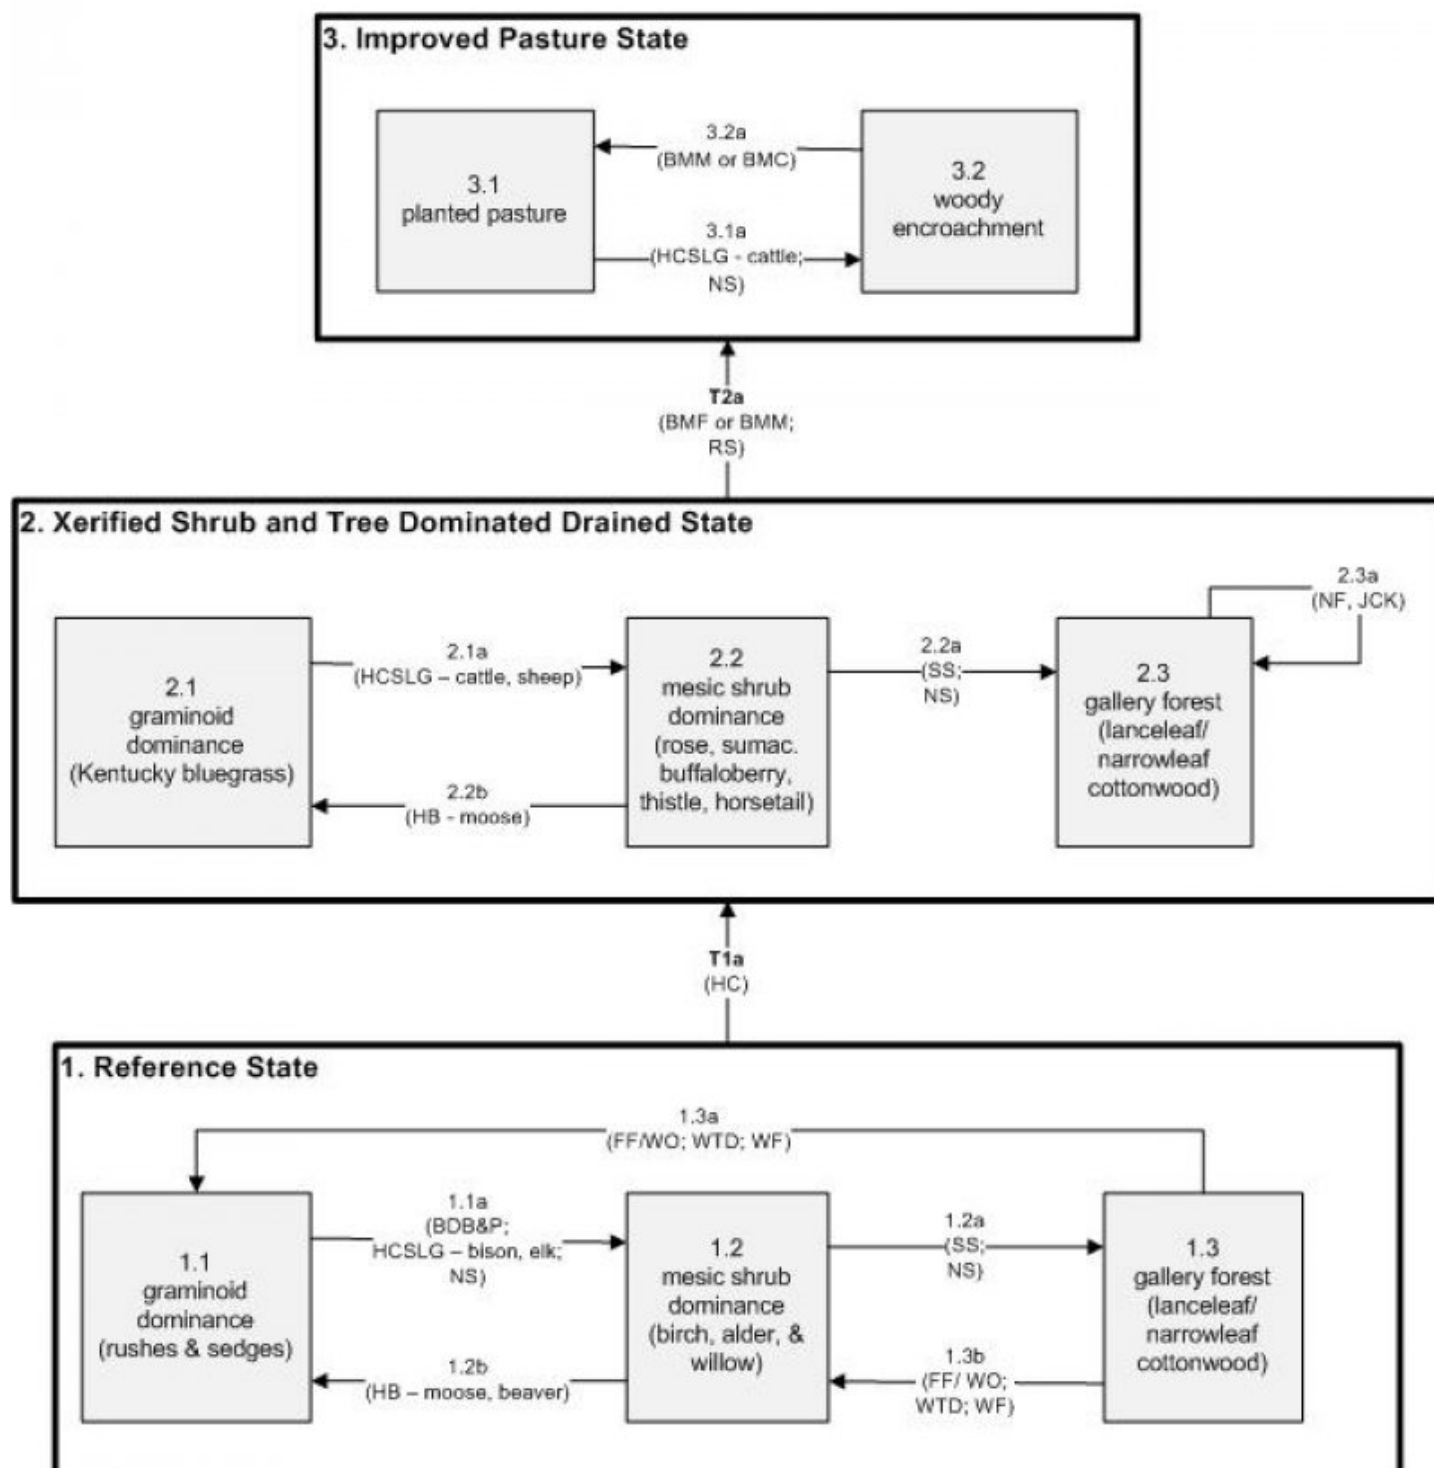 3. Improved Pasture State
3.2a
(BMM or BMC)
3.1
planted pasture
3.2
woody
encroachment
3.1a
(HCSLG - cattle;
NS)
T2a
(BMF or BMM;
RS)
2. Xerified Shrub and Tree Dominated Drained State
2.3a
(NF, JCK)
2.1
graminoid
dominance
(Kentucky bluegrass)
2.1a
(HCSLG – cattle, sheep)
2.2b
(HB - moose)
2.2
mesic shrub
dominance
(rose, sumac.
buffaloberry,
thistle, horsetail)
2.2a
(SS;
NS)
2.3
gallery forest
(lanceleaf/
narrowleaf
cottonwood)
T1a
(HC)
1. Reference State
1.3a
(FF/WO; WTD; WF)
1.1
graminoid
dominance
(rushes & sedges)
1.1a
(BDB&P;
HCSLG – bison, elk;
NS)
1.2b
(HB – moose, beaver)
1.2
mesic shrub
dominance
(birch, alder, &
willow)
1.2a
(SS;
NS)
1.3b
(FF/ WO;
WTD; WF)
1.3
gallery forest
(lanceleaf/
narrowleaf
cottonwood)